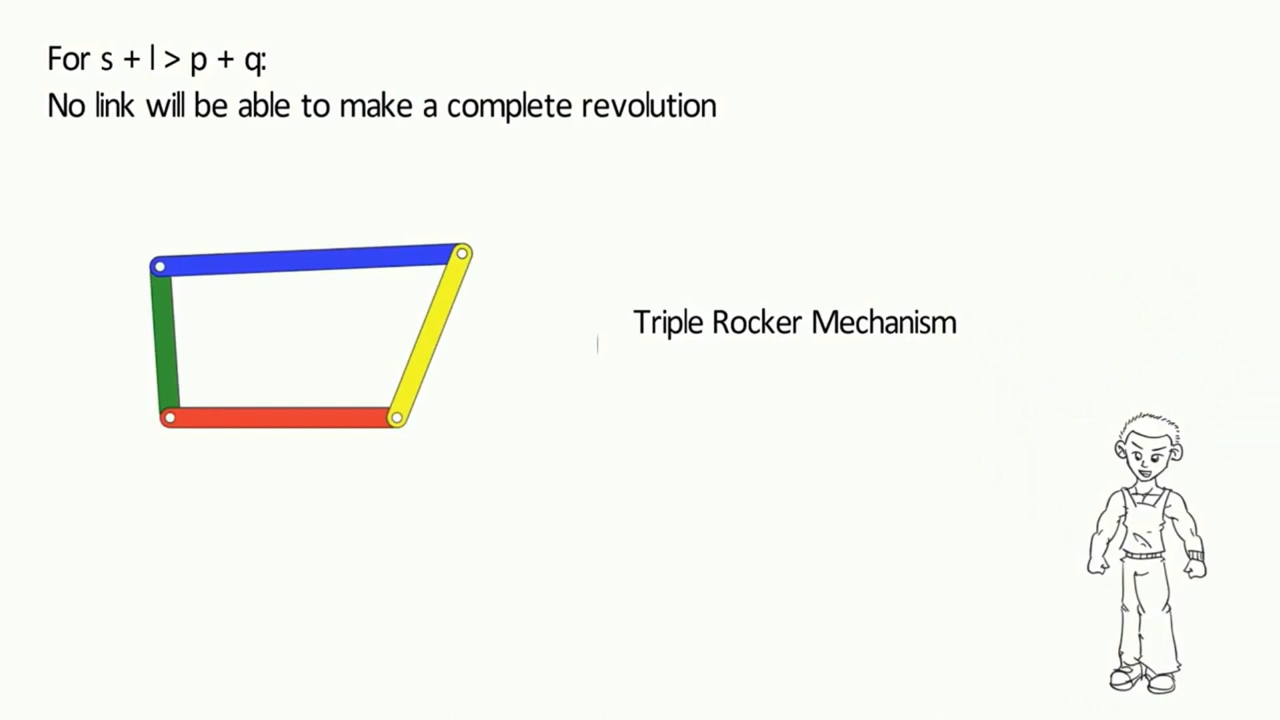 For s + l > p + q:
No link will be able to make a complete revolution
Triple Rocker Mechanism